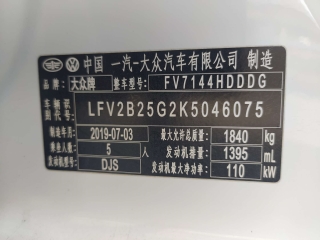 中国 一汽-大众汽车有限公司 制造
品牌: 大众牌 整车型号: FV7144HDDDG
车辆识别代号: LFV2B25G2K5046075
制造年月: 2019-07-03 最大允许总质量: 1840 kg
乘坐人数: 5 人 发动机排量: 1395 mL
发动机型号: DJS 发动机最大净功率: 110 kW